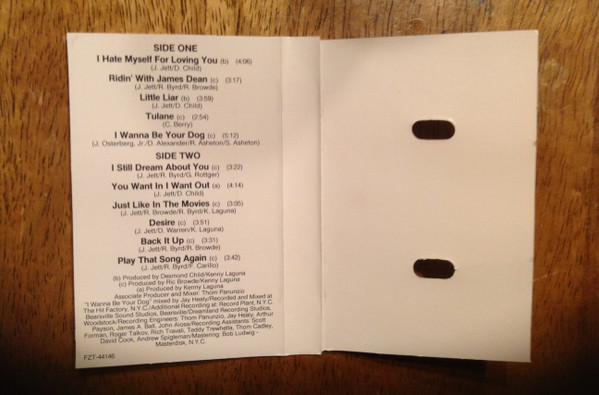 SIDE ONE
I Hate Myself For Loving You (b) (4:06)
(J. Jett/D. Child)
Ridin' With James Dean (c) (3:17)
(J. Jett/R. Byrd/R. Browde)
Little Liar (b) (3:59)
(J. Jett/D. Child)
Tulane (c) (2:54)
(C. Berry)
I Wanna Be Your Dog (c) (5:12)
(J. Osterberg, Jr./D. Alexander/R. Asheton/S. Asheton)
SIDE TWO
I Still Dream About You (c) (3:22)
(J. Jett/R. Byrd/G. Rottger)
You Want In I Want Out (a) (4:14)
(J. Jett/D. Child)
Just Like In The Movies (c) (3:05)
(J. Jett/R. Browde/R. Byrd/K. Laguna)
Desire (c) (3:51)
(J. Jett/D. Warren/K. Laguna)
Back It Up (c) (3:31)
(J. Jett/R. Byrd/R. Browde)
Play That Song Again (c) (3:42)
(J. Jett/R. Byrd/F. Carillo)
(b) Produced by Desmond Child/Kenny Laguna
(c) Produced by Ric Browde/Kenny Laguna
(a) Produced by Kenny Laguna
Associate Producer and Mixer: Thom Panunzio
"I Wanna Be Your Dog" mixed by Jay Healy/Recorded and Mixed at
The Hit Factory, N.Y.C./Additional Recording at: Record Plant, N.Y.C.
Bearsville Sound Studios, Bearsville/Dreamland Recording Studios,
Woodstock/Recording Engineers: Thom Panunzio, Jay Healy, Arthur
Payson, James A. Ball, John Aiosa/Recording Assistants: Scott
Forman, Roger Talkov, Rich Travali, Teddy Trewhella, Thom Cadley,
David Cook, Andrew Spigleman/Mastering: Bob Ludwig -
Masterdisk, N.Y.C.
FZT-44146